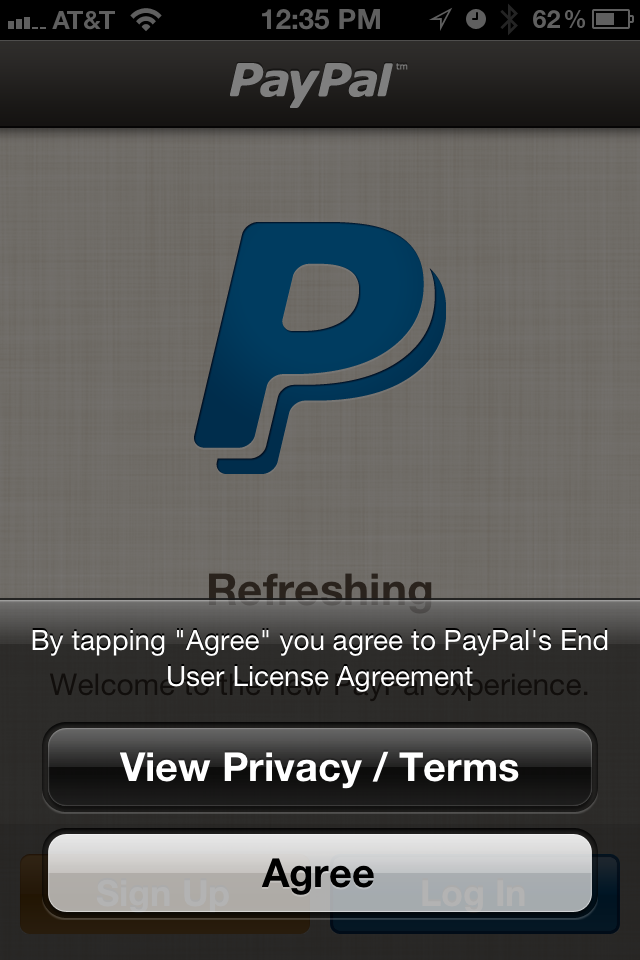 AT&T 12:35 PM 62%
PayPal™
Refreshing
By tapping "Agree" you agree to PayPal's End
User License Agreement
Welcome to the new PayPal experience.
View Privacy / Terms
Agree
Sign Up Log In